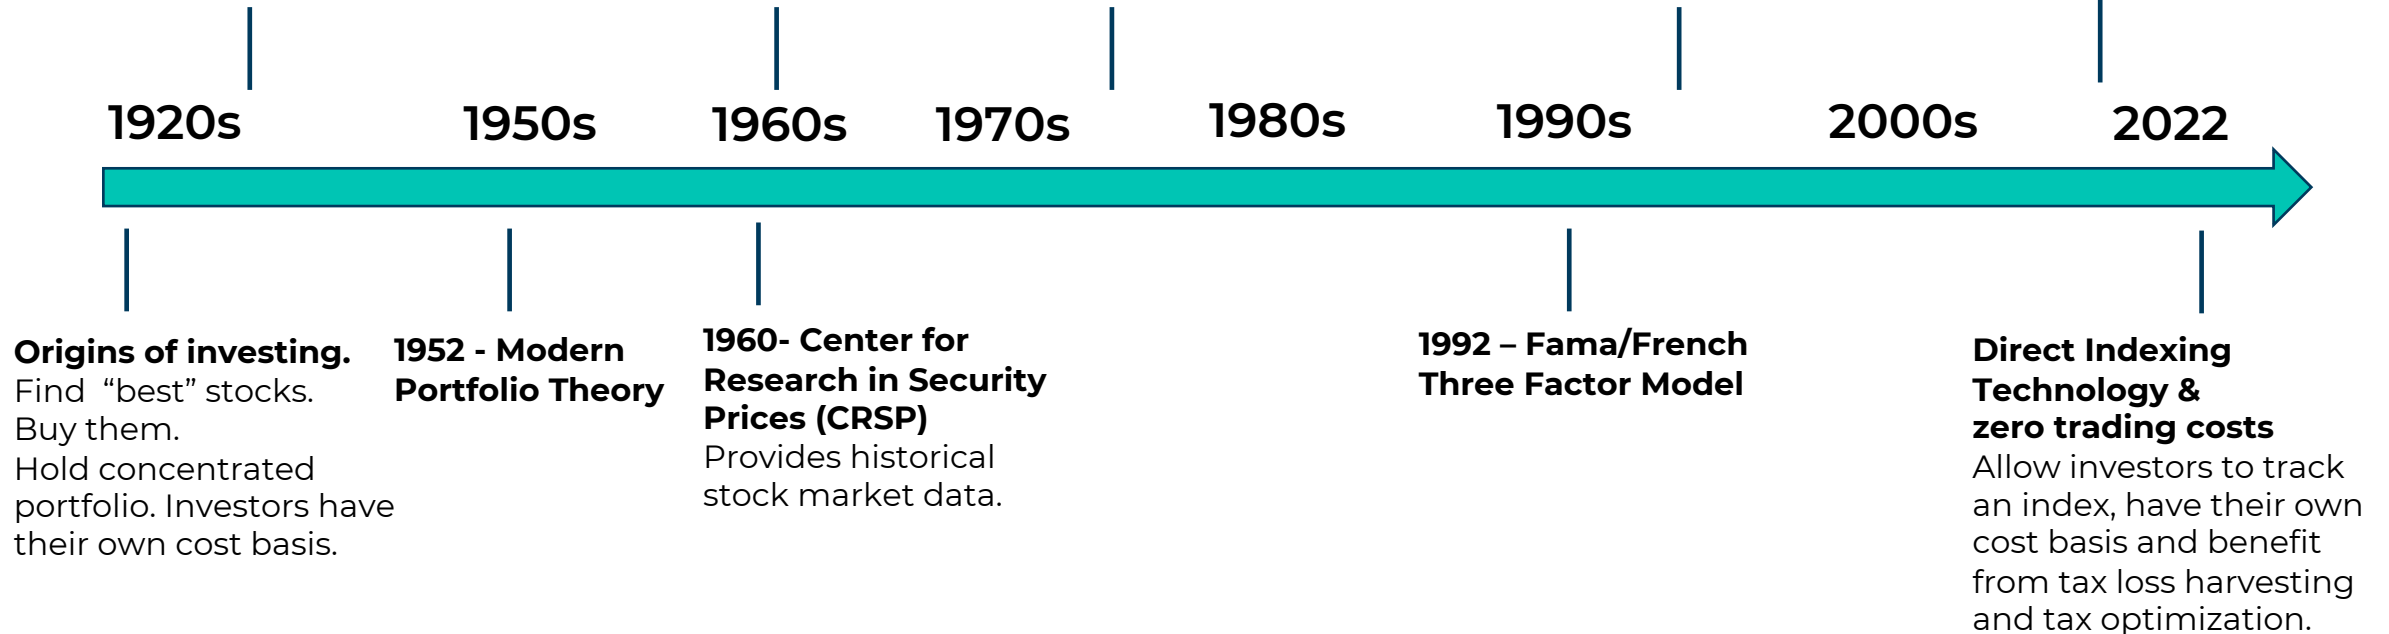 1920s
1950s
1960s
1970s
1980s
1990s
2000s
2022
Origins of investing.
Find “best” stocks.
Buy them.
Hold concentrated
portfolio. Investors have
their own cost basis.
1952 - Modern
Portfolio Theory
1960- Center for
Research in Security
Prices (CRSP)
Provides historical
stock market data.
1992 – Fama/French
Three Factor Model
Direct Indexing
Technology &
zero trading costs
Allow investors to track
an index, have their own
cost basis and benefit
from tax loss harvesting
and tax optimization.